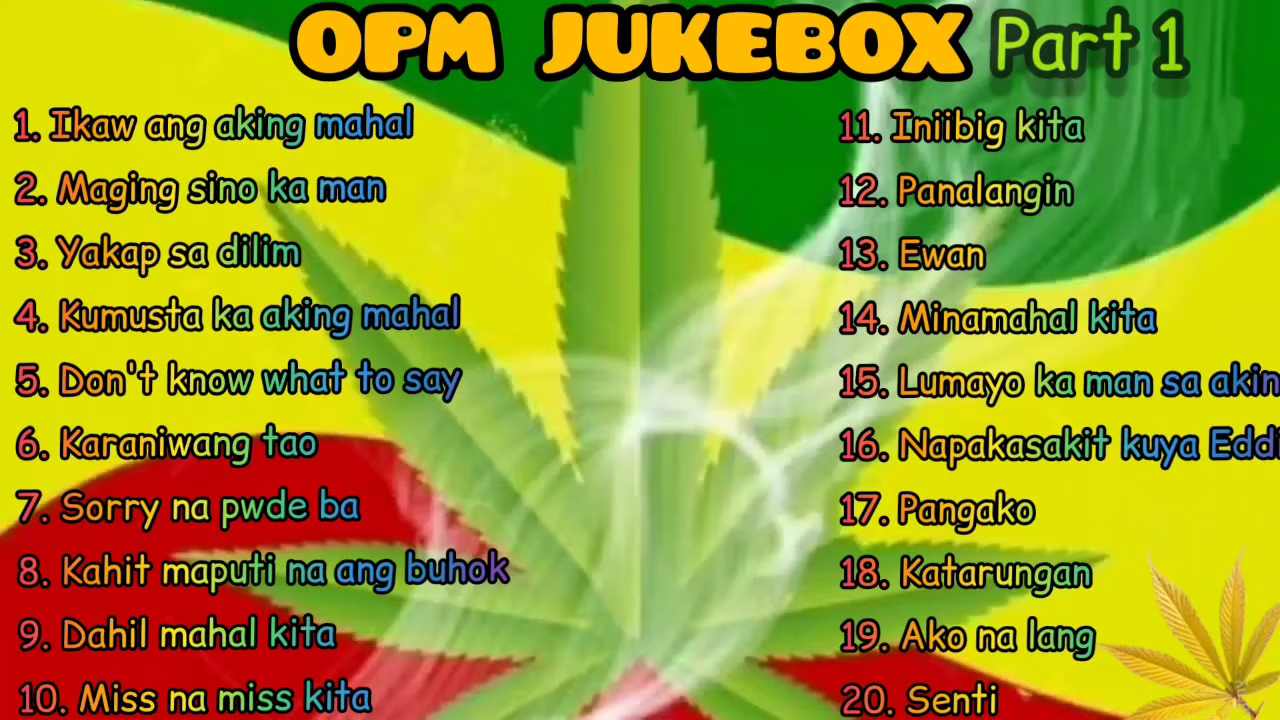 OPM JUKEBOX Part 1
1. Ikaw ang aking mahal
2. Maging sino ka man
3. Yakap sa dilim
4. Kumusta ka aking mahal
5. Don't know what to say
6. Karaniwang tao
7. Sorry na pwde ba
8. Kahit maputi na ang buhok
9. Dahil mahal kita
10. Miss na miss kita
11. Iniibig kita
12. Panalangin
13. Ewan
14. Minamahal kita
15. Lumayo ka man sa akin
16. Napakasakit kuya Eddi
17. Pangako
18. Katarungan
19. Ako na lang
20. Senti